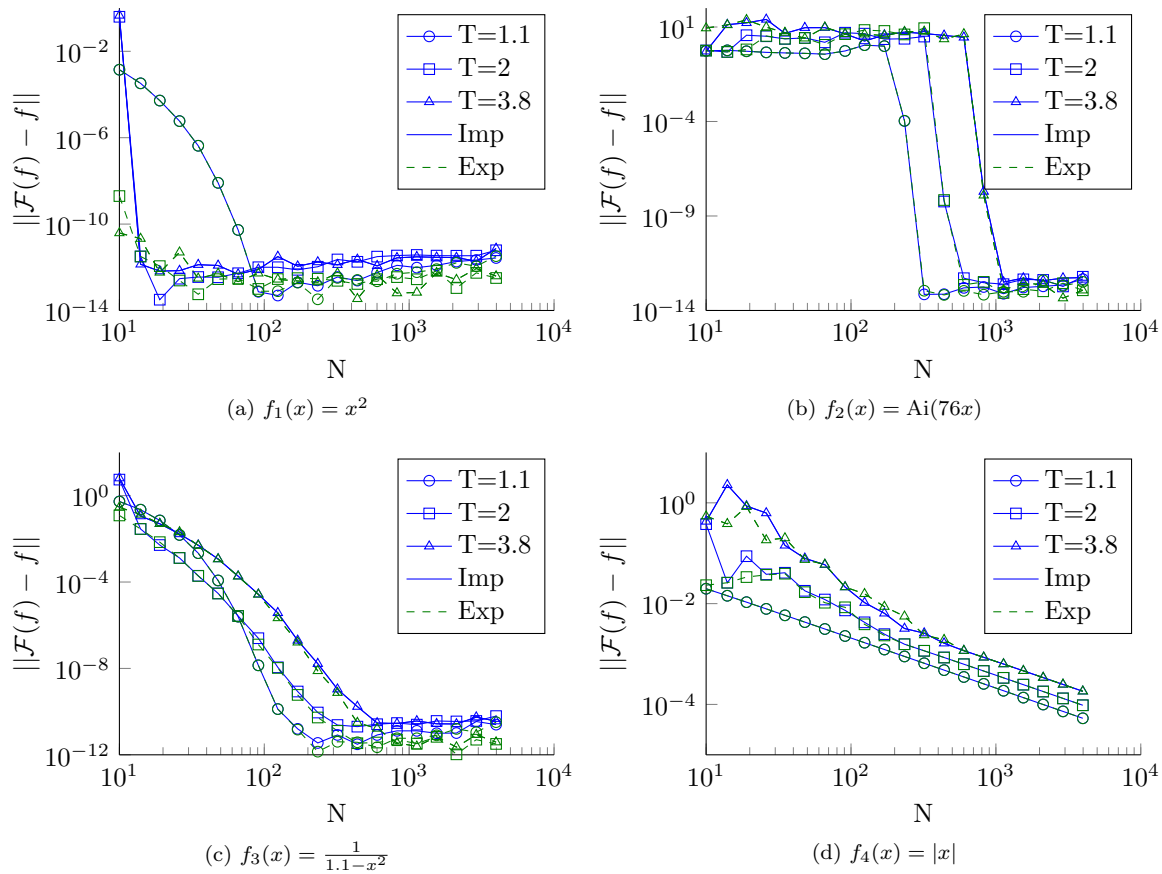 10^{-2}
10^{-6}
10^{-10}
10^{-14}
||\mathcal{F}(f) − f||
10^1 10^2 10^3 10^4
N
T=1.1
T=2
T=3.8
Imp
Exp
(a) f_1(x) = x^2
10^1
10^{-4}
10^{-9}
10^{-14}
||\mathcal{F}(f) − f||
10^1 10^2 10^3 10^4
N
T=1.1
T=2
T=3.8
Imp
Exp
(b) f_2(x) = Ai(76x)
10^0
10^{-4}
10^{-8}
10^{-12}
||\mathcal{F}(f) − f||
10^1 10^2 10^3 10^4
N
T=1.1
T=2
T=3.8
Imp
Exp
(c) f_3(x) = \frac{1}{1.1−x^2}
10^0
10^{-2}
10^{-4}
||\mathcal{F}(f) − f||
10^1 10^2 10^3 10^4
N
T=1.1
T=2
T=3.8
Imp
Exp
(d) f_4(x) = |x|